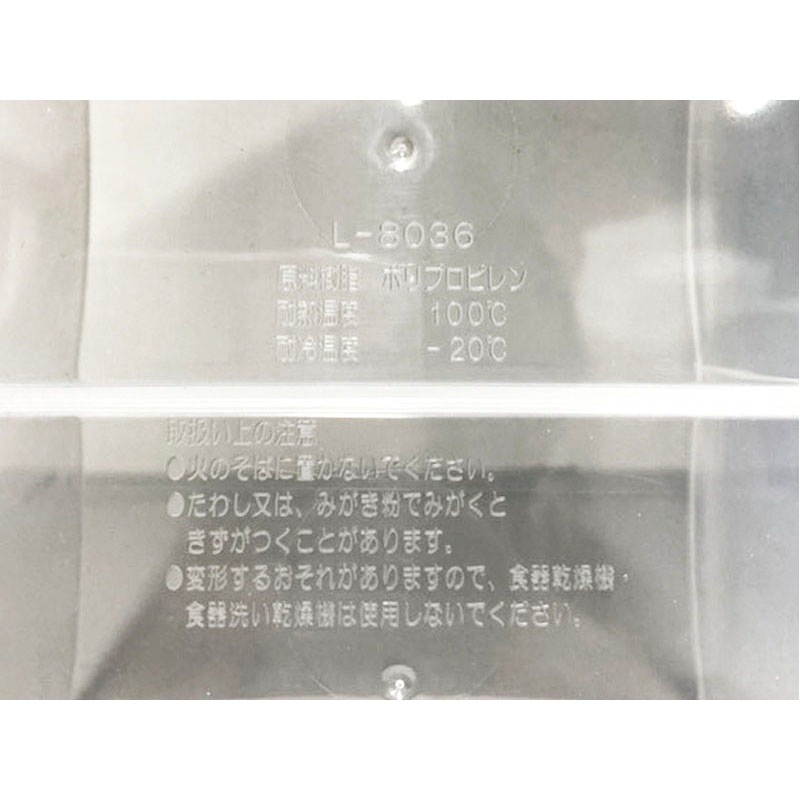 L-8036
原料樹脂 ポリプロピレン
耐熱温度 100℃
耐冷温度 -20℃
取扱い上の注意
●火のそばに置かないでください。
●たわし又は、みがき粉でみがくと
きずがつくことがあります。
●変形するおそれがありますので、食器乾燥機・
食器洗い乾燥機は使用しないでください。